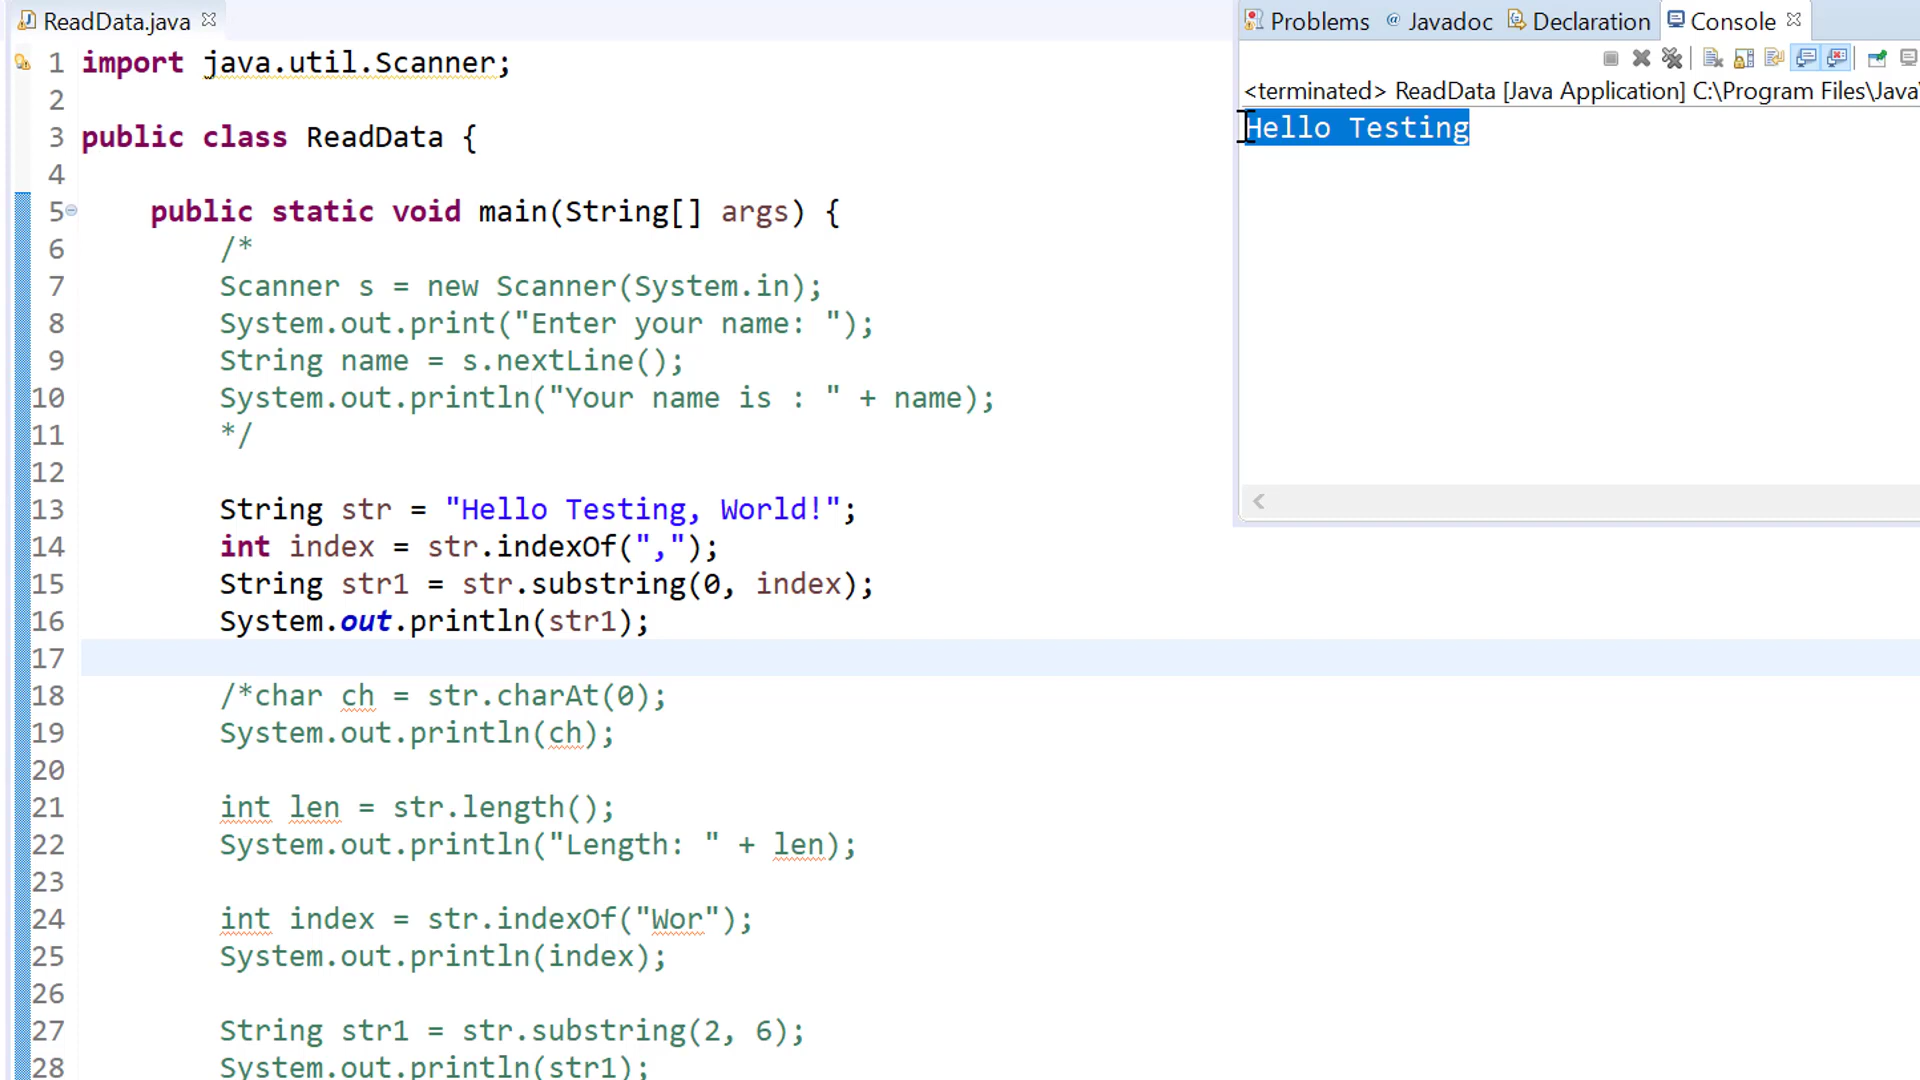 ReadData.java
1 import java.util.Scanner;
2
3 public class ReadData {
4
5 public static void main(String[] args) {
6 /*
7 Scanner s = new Scanner(System.in);
8 System.out.print("Enter your name: ");
9 String name = s.nextLine();
10 System.out.println("Your name is : " + name);
11 */
12
13 String str = "Hello Testing, World!";
14 int index = str.indexOf(",");
15 String str1 = str.substring(0, index);
16 System.out.println(str1);
17
18 /*char ch = str.charAt(0);
19 System.out.println(ch);
20
21 int len = str.length();
22 System.out.println("Length: " + len);
23
24 int index = str.indexOf("Wor");
25 System.out.println(index);
26
27 String str1 = str.substring(2, 6);
28 System.out.println(str1);
Problems @ Javadoc Declaration Console
<terminated> ReadData [Java Application] C:\Program Files\Java\
Hello Testing